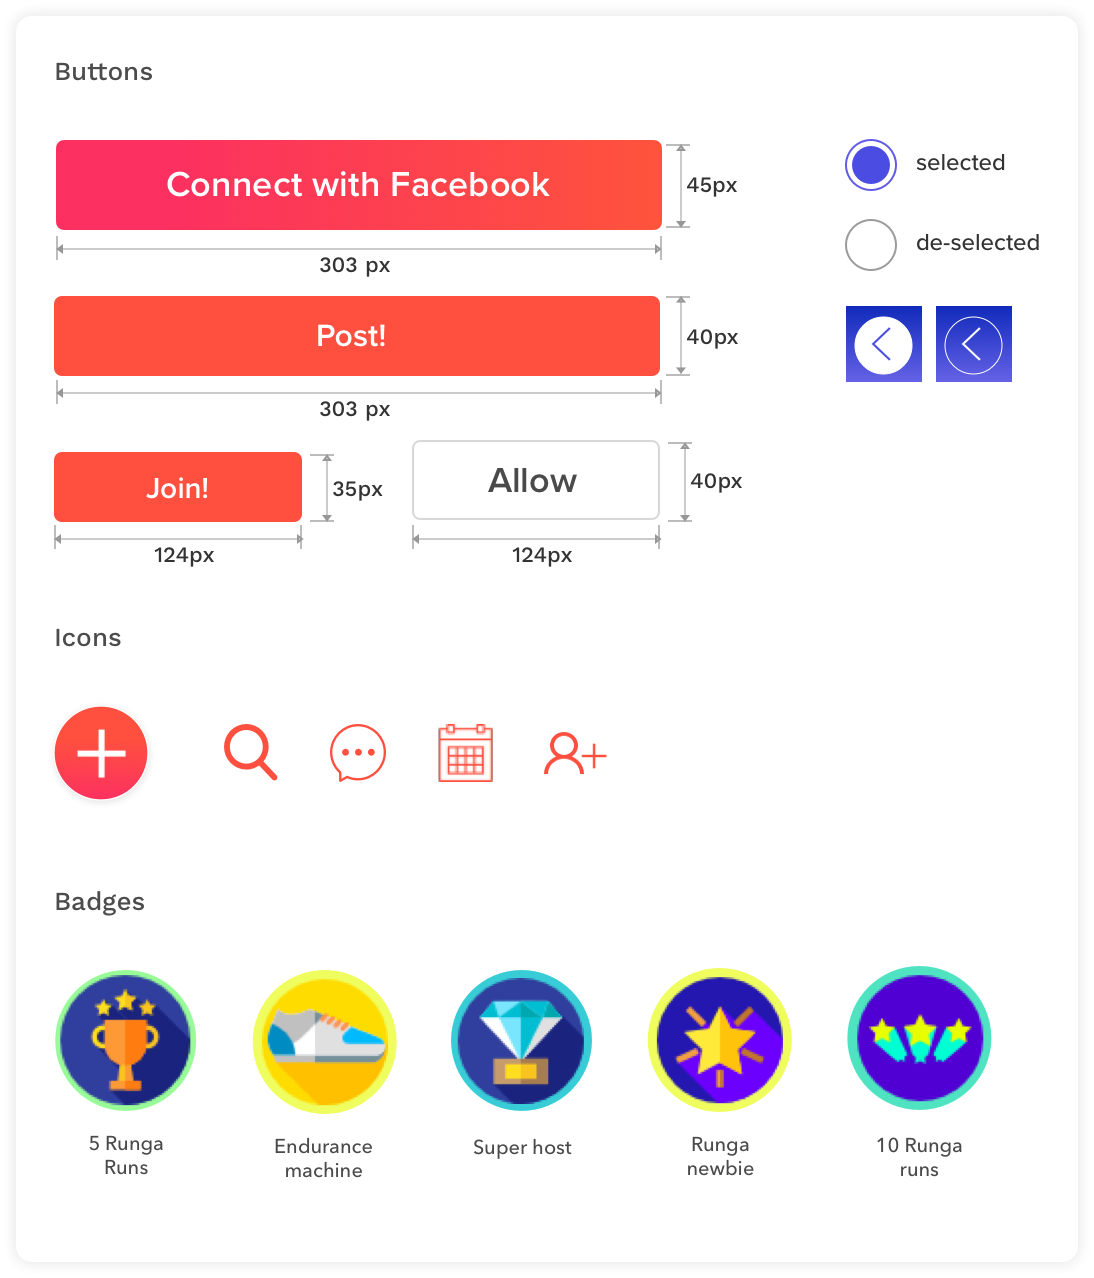 Buttons
Connect with Facebook
45px
303 px
selected
de-selected
Post!
40px
303 px
Join!
35px
124px
Allow
40px
124px
Icons
Badges
5 Runga
Runs
Endurance
machine
Super host
Runga
newbie
10 Runga
runs